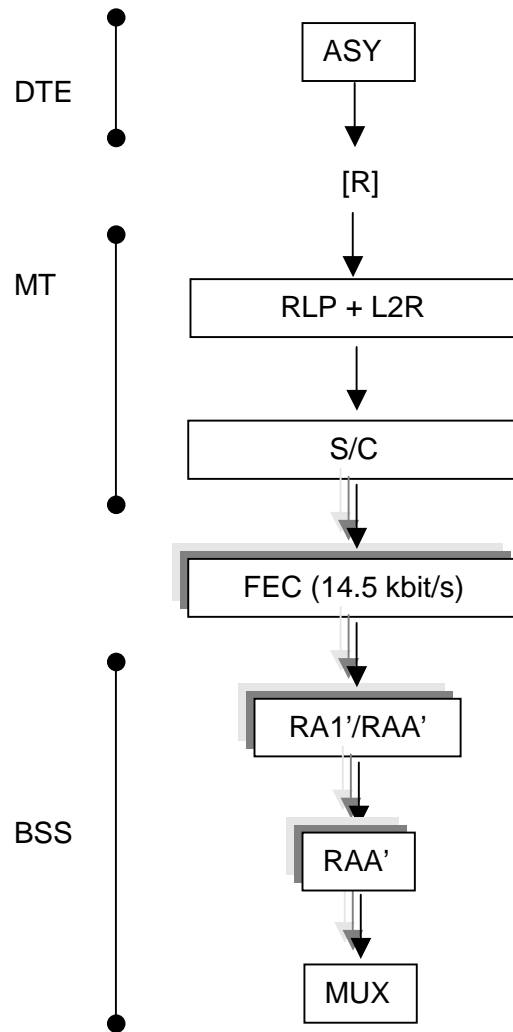 ASY
DTE
[R]
MT
RLP + L2R
S/C
FEC (14.5 kbit/s)
RA1’/RAA’
BSS
RAA’
MUX